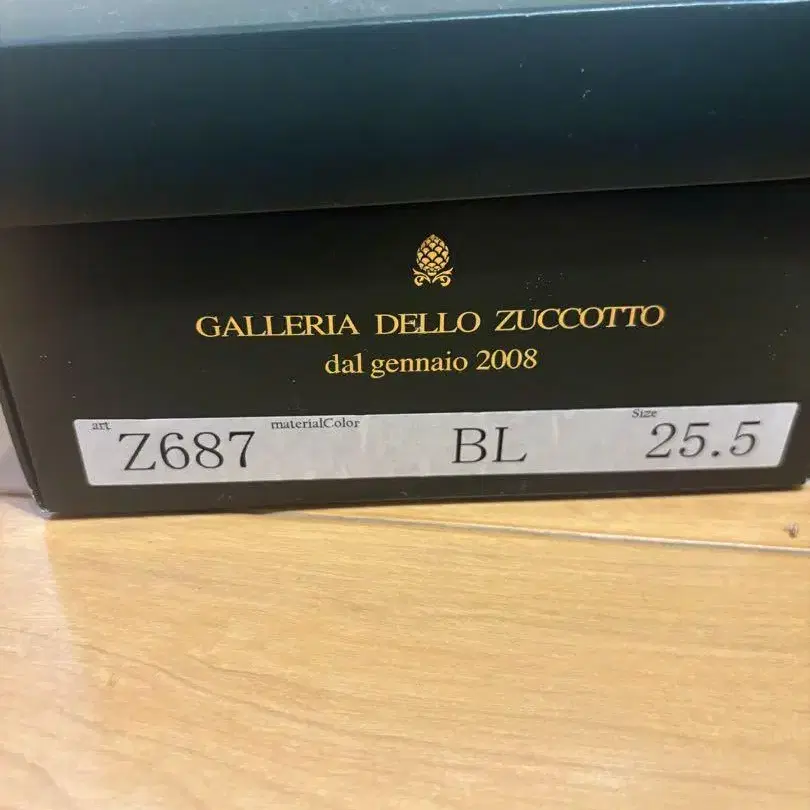 GALLERIA DELLO ZUCCOTTO
dal gennaio 2008
art Z687 materialColor BL Size 25.5